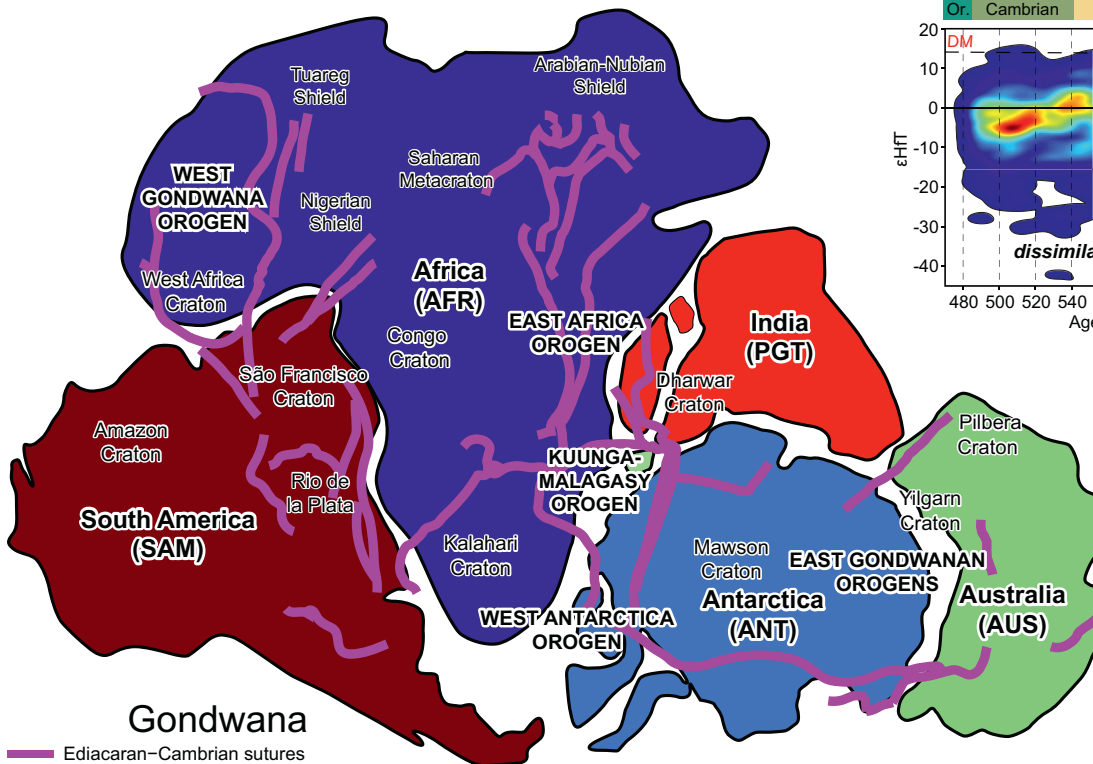 Or.
Cambrian
20
DM
10
0
-10
-20
-30
-40
εHfT
dissimila
480
500
520
540
Age
Tuareg
Shield
Arabian-Nubian
Shield
WEST
GONDWANA
OROGEN
Saharan
Metacraton
Nigerian
Shield
West Africa
Craton
Africa
(AFR)
EAST AFRICA
OROGEN
India
(PGT)
Congo
Craton
São Francisco
Craton
Dharwar
Craton
Amazon
Craton
Pilbera
Craton
Rio de
la Plata
KUUNGA-
MALAGASY
OROGEN
Yilgarn
Craton
South America
(SAM)
Kalahari
Craton
Mawson
Craton
EAST GONDWANAN
OROGENS
Antarctica
(ANT)
Australia
(AUS)
WEST ANTARCTICA
OROGEN
Gondwana
Ediacaran–Cambrian sutures